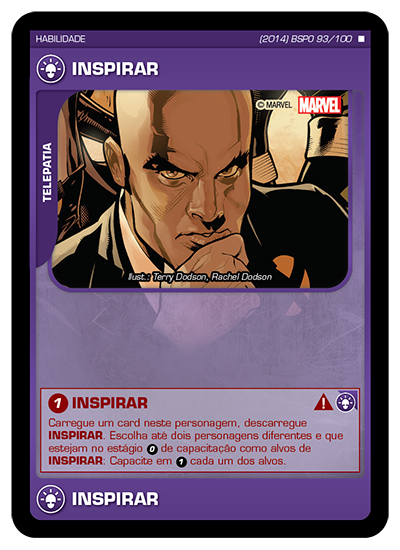 HABILIDADE (2014) BSP0 93/100
INSPIRAR
© MARVEL MARVEL
TELEPATIA
Illust.: Terry Dodson, Rachel Dodson
1 INSPIRAR
Carregue um card neste personagem, descarregue
INSPIRAR. Escolha até dois personagens diferentes e que
estejam no estágio 0 de capacitação como alvos de
INSPIRAR: Capacite em 1 cada um dos alvos.
INSPIRAR